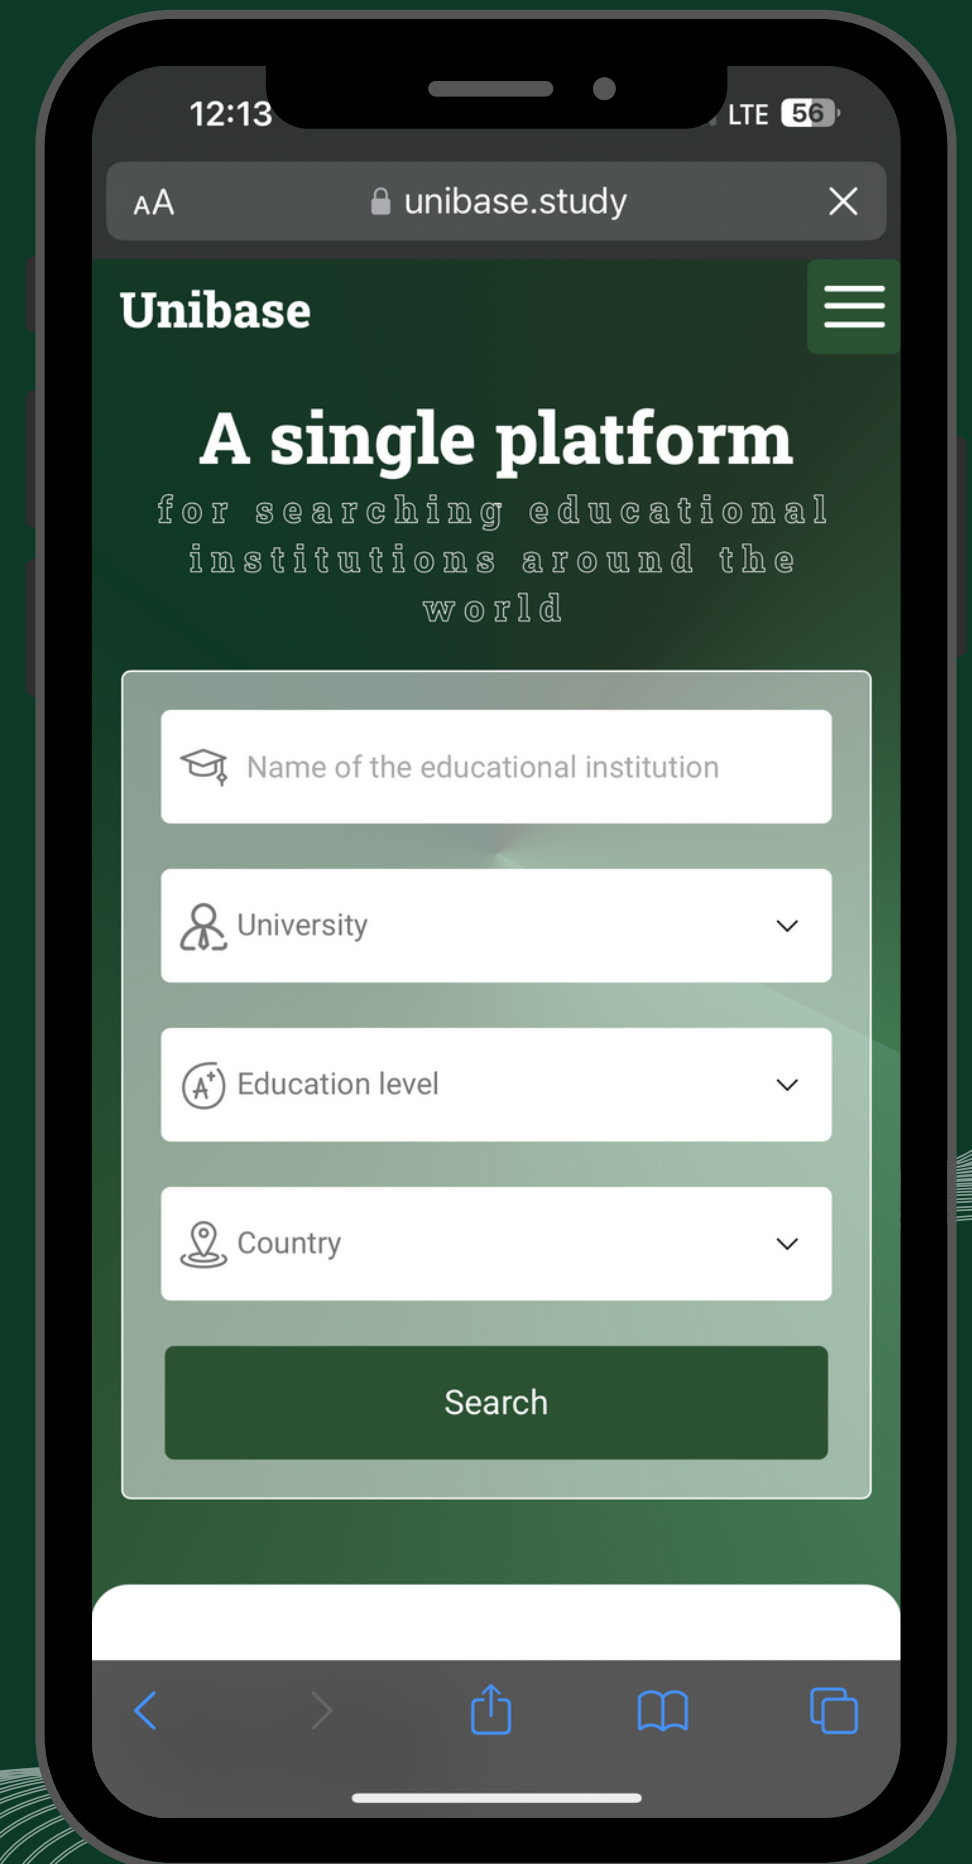 12:13 LTE 56
AA unibase.study
Unibase
A single platform
for searching educational
institutions around the
world
Name of the educational institution
University
A+ Education level
Country
Search